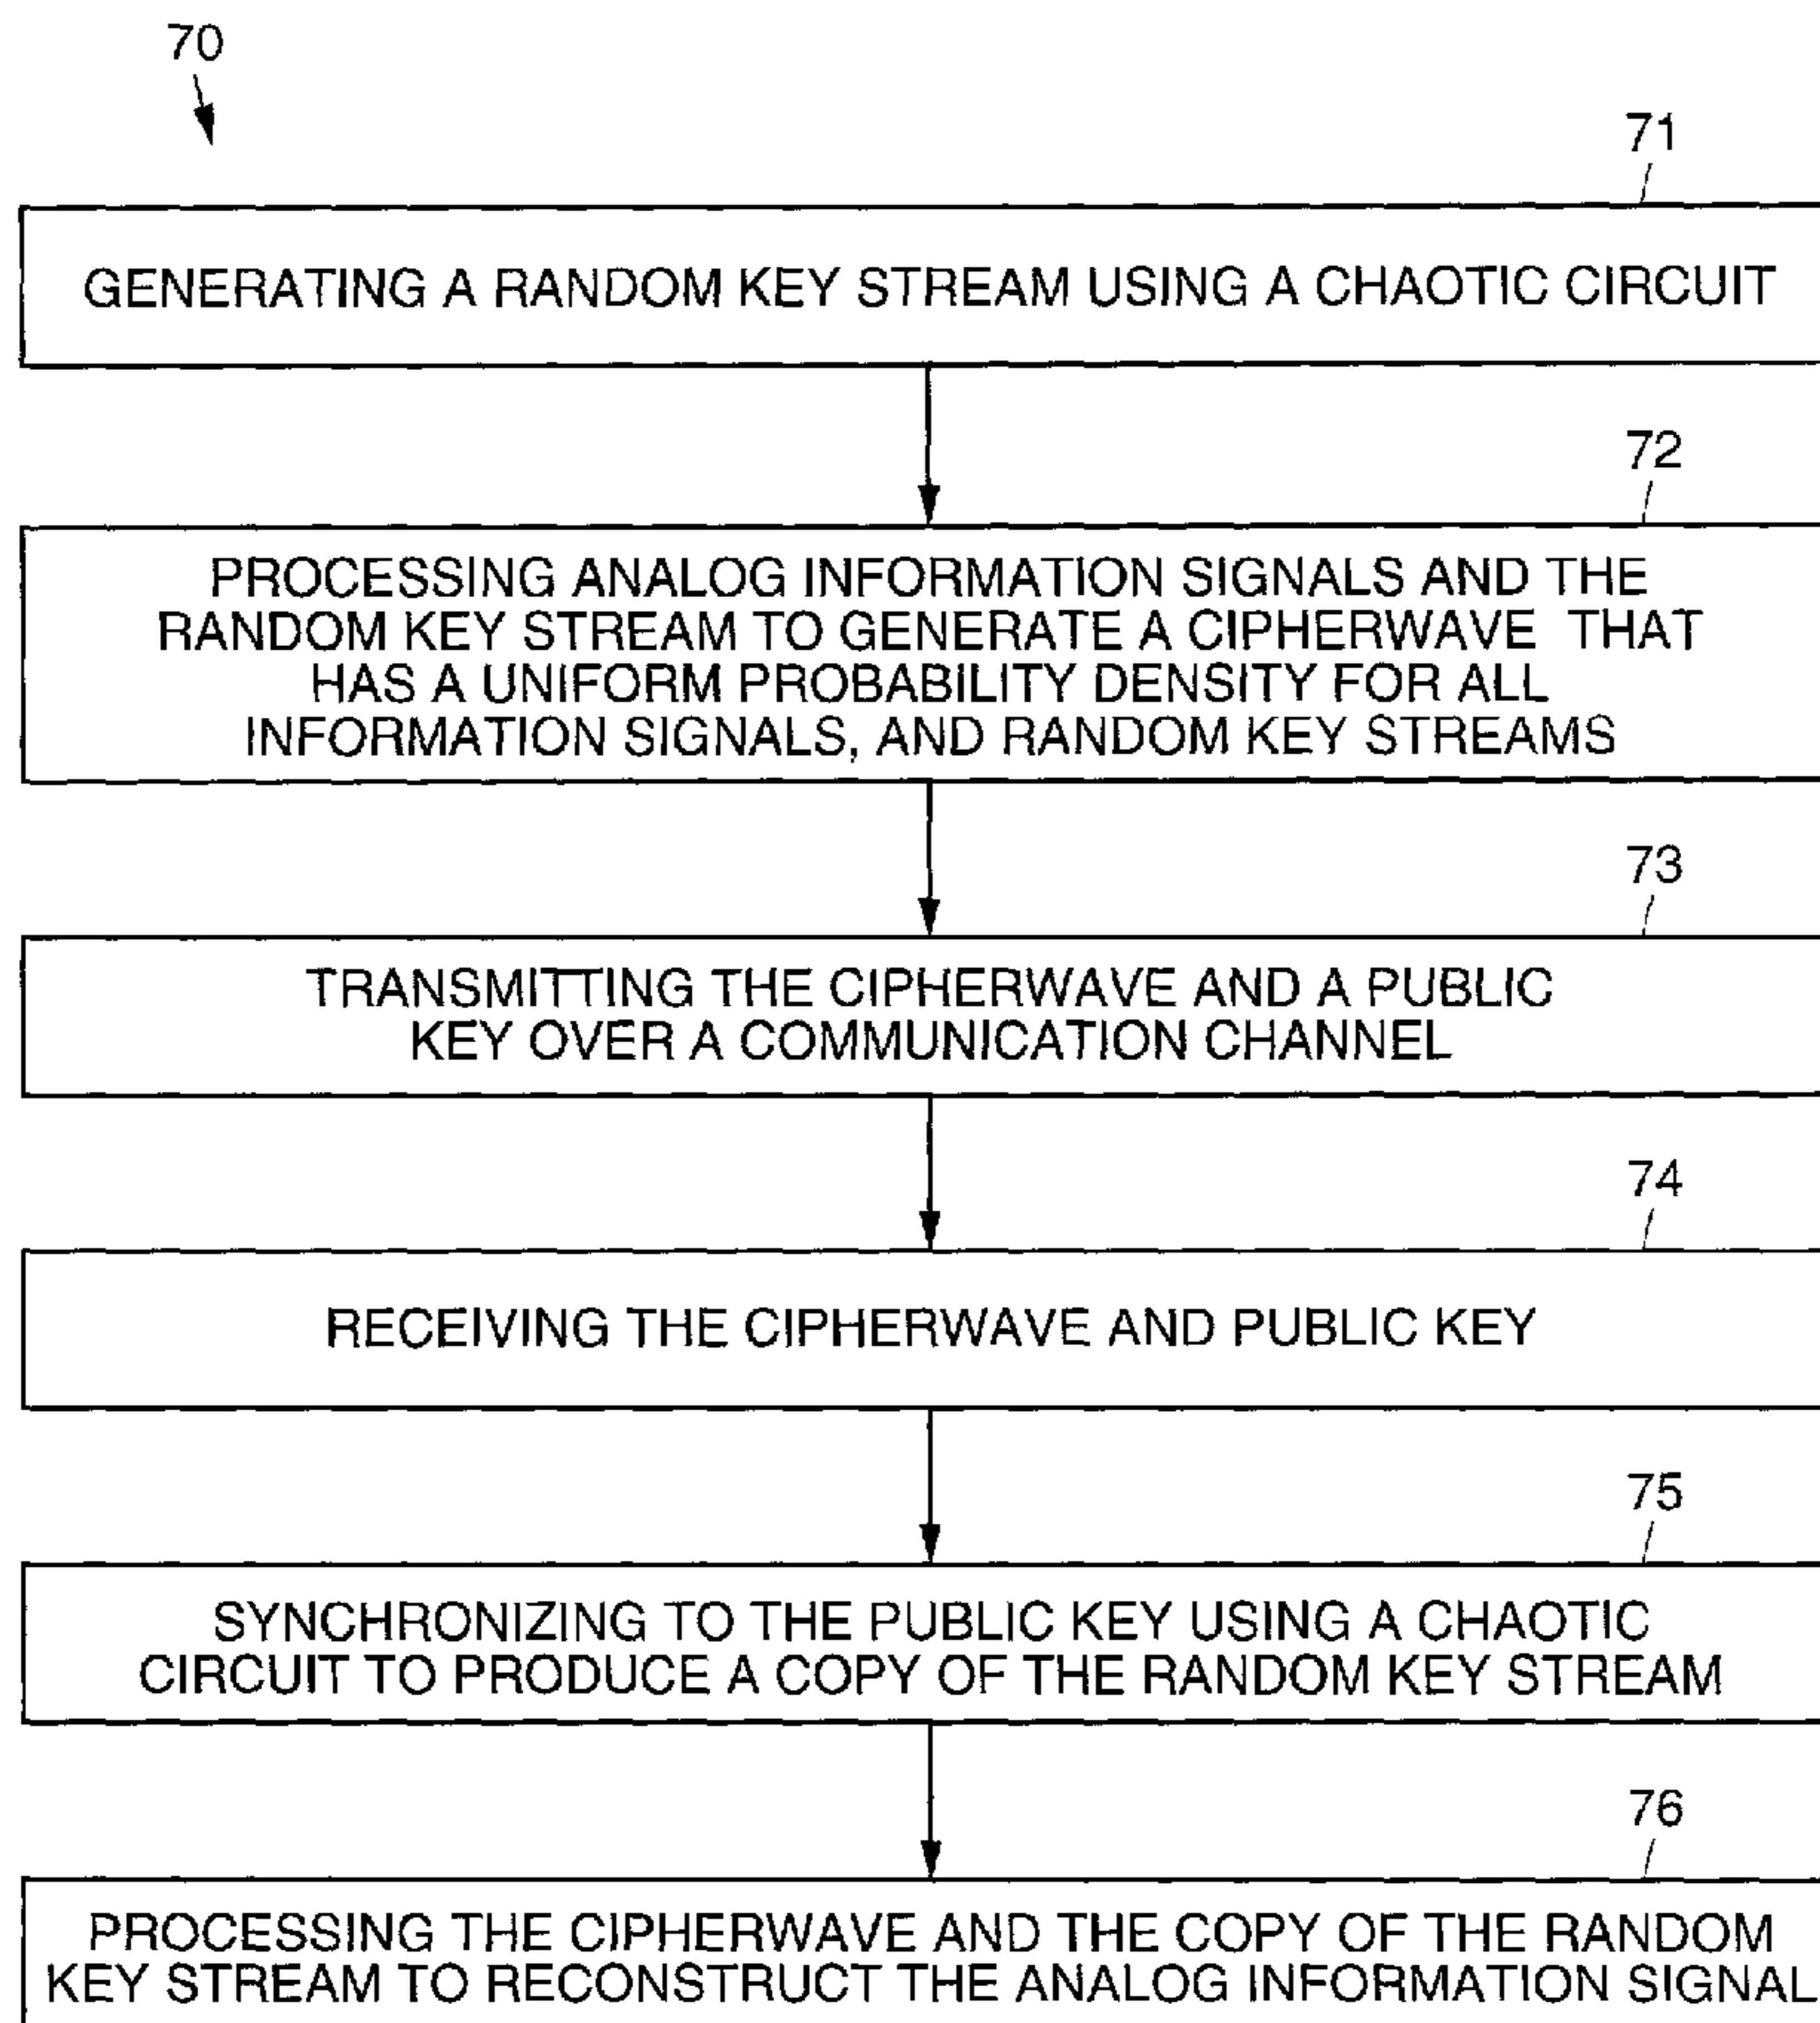 70
71
GENERATING A RANDOM KEY STREAM USING A CHAOTIC CIRCUIT
72
PROCESSING ANALOG INFORMATION SIGNALS AND THE
RANDOM KEY STREAM TO GENERATE A CIPHERWAVE THAT
HAS A UNIFORM PROBABILITY DENSITY FOR ALL
INFORMATION SIGNALS, AND RANDOM KEY STREAMS
73
TRANSMITTING THE CIPHERWAVE AND A PUBLIC
KEY OVER A COMMUNICATION CHANNEL
74
RECEIVING THE CIPHERWAVE AND PUBLIC KEY
75
SYNCHRONIZING TO THE PUBLIC KEY USING A CHAOTIC
CIRCUIT TO PRODUCE A COPY OF THE RANDOM KEY STREAM
76
PROCESSING THE CIPHERWAVE AND THE COPY OF THE RANDOM
KEY STREAM TO RECONSTRUCT THE ANALOG INFORMATION SIGNAL